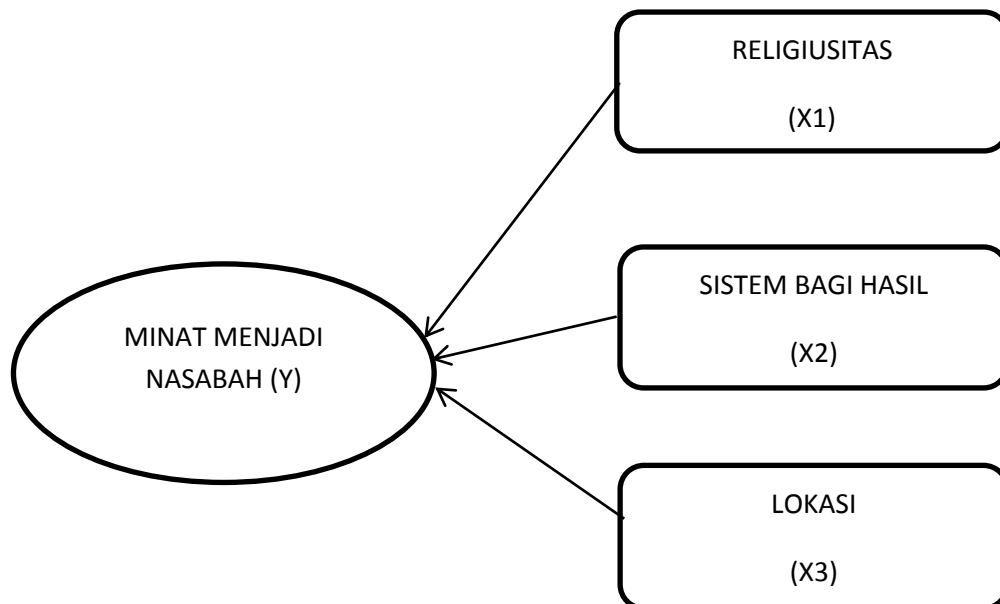 RELIGIUSITAS
(X1)
SISTEM BAGI HASIL
(X2)
MINAT MENJADI
NASABAH (Y)
LOKASI
(X3)